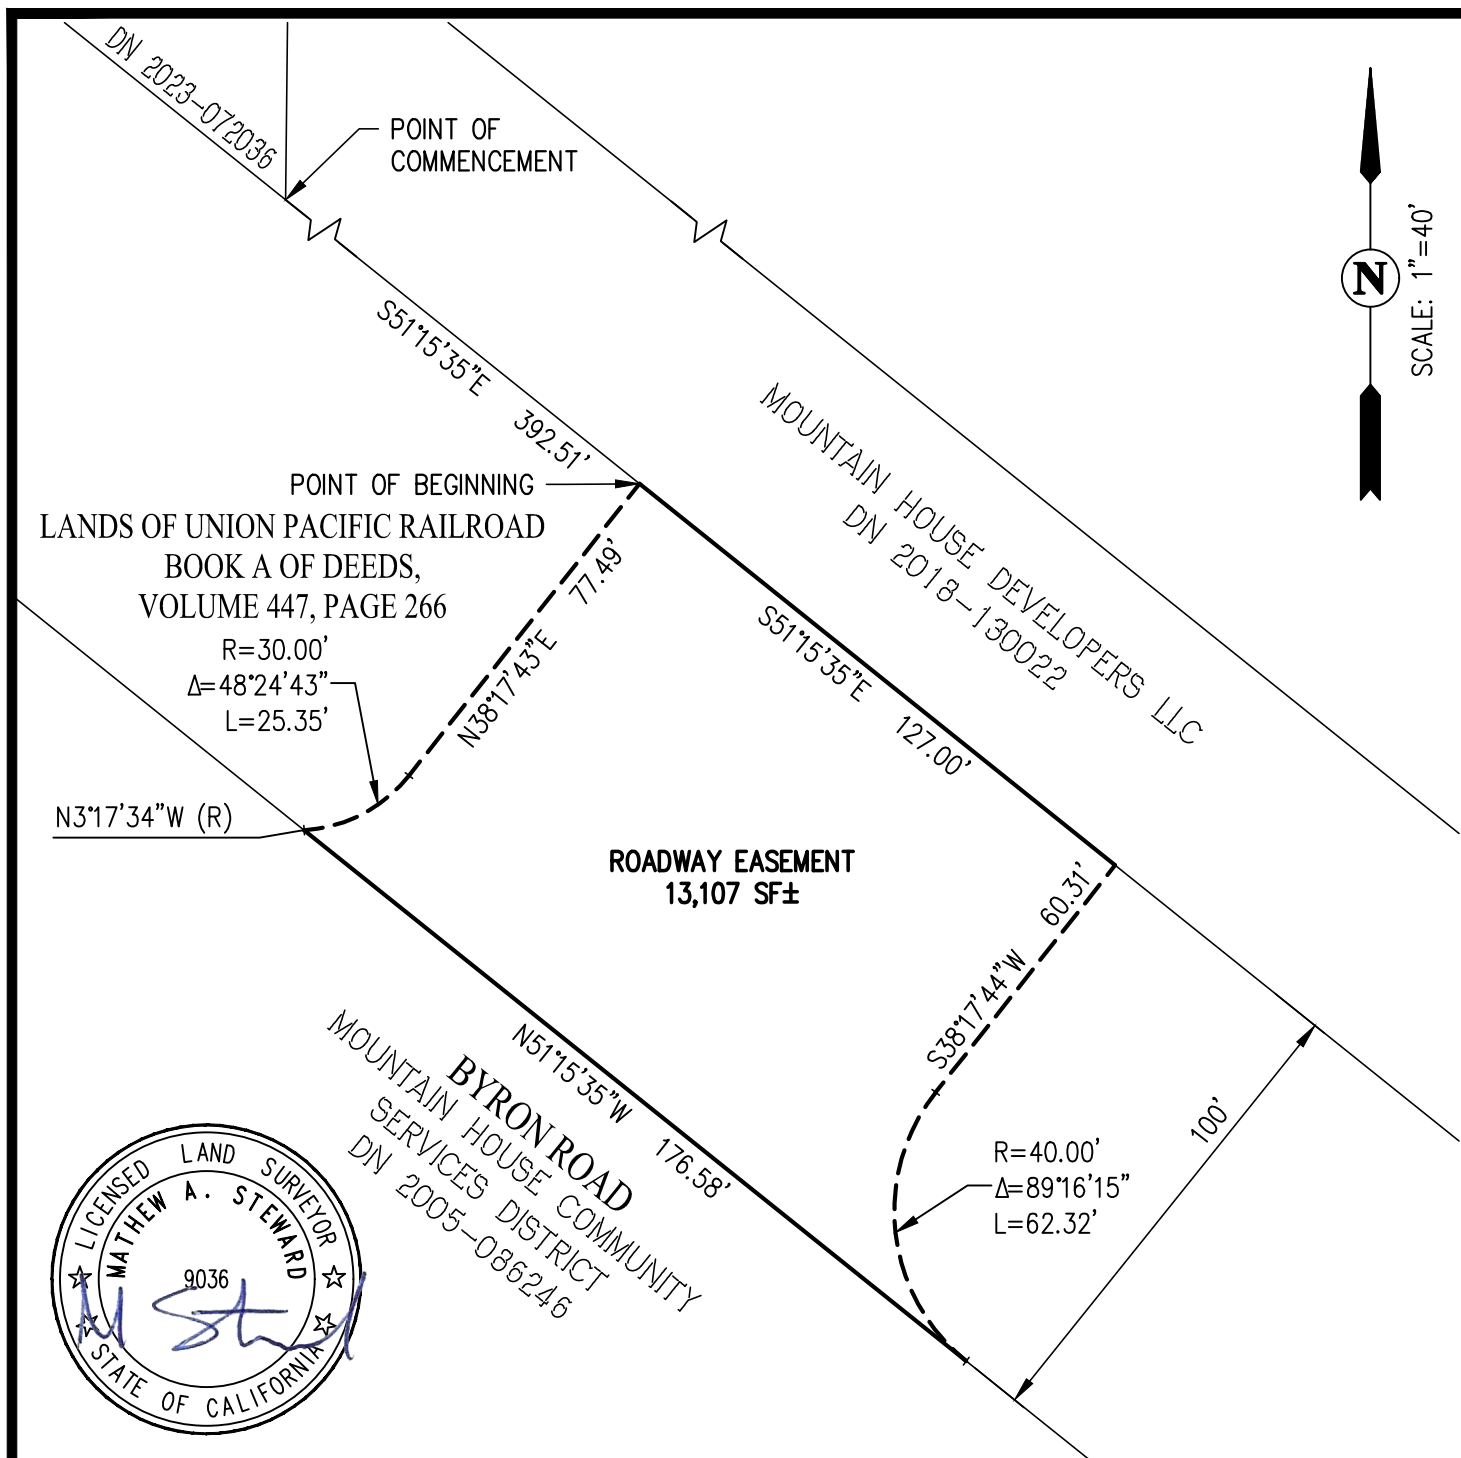 DN 2023-072036
POINT OF
COMMENCEMENT
N
SCALE: 1"=40'
S51°15'35"E 392.51'
POINT OF BEGINNING
LANDS OF UNION PACIFIC RAILROAD
BOOK A OF DEEDS,
VOLUME 447, PAGE 266
R=30.00'
Δ=48°24'43"
L=25.35'
N38°17'43"E 77.49'
MOUNTAIN HOUSE DEVELOPERS LLC
DN 2018-130022
S51°15'35"E 127.00'
N3°17'34"W (R)
ROADWAY EASEMENT
13,107 SF±
S38°17'44"W 60.31'
N51°15'35"W 176.58'
BYRON ROAD
MOUNTAIN HOUSE COMMUNITY
SERVICES DISTRICT
DN 2005-086246
R=40.00'
Δ=89°16'15"
L=62.32'
100'
LICENSED LAND SURVEYOR
MATHEW A. STEWARD
9036
STATE OF CALIFORNIA